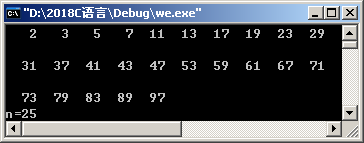 "D:\2018C语言\Debug\we.exe"
2 3 5 7 11 13 17 19 23 29
31 37 41 43 47 53 59 61 67 71
73 79 83 89 97
n=25